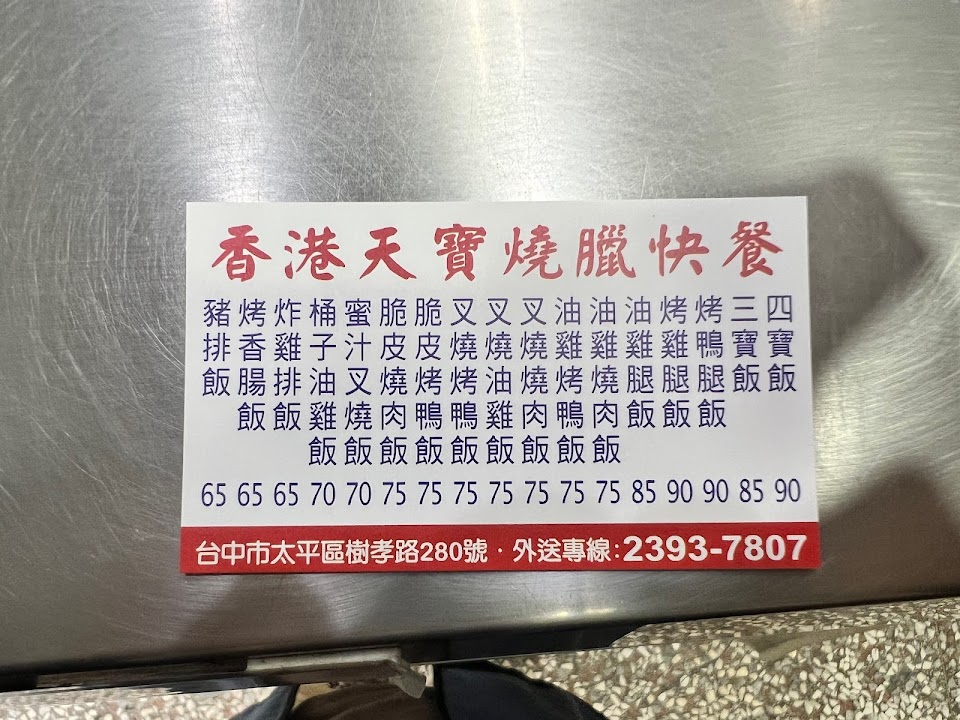 香港天寶燒臘快餐
四寶飯 90
三寶飯 85
烤鴨腿飯 90
烤雞腿飯 90
油雞腿飯 85
油雞燒肉飯 75
油雞烤鴨飯 75
叉燒燒肉飯 75
叉燒油雞飯 75
叉燒烤鴨飯 75
脆皮烤鴨飯 75
脆皮燒肉飯 75
蜜汁叉燒飯 70
桶子油雞飯 70
炸雞排飯 65
烤香腸飯 65
豬排飯 65
台中市太平區樹孝路280號‧外送專線:2393-7807